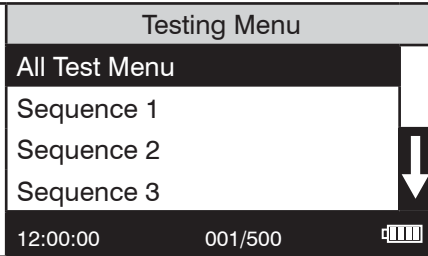 Testing Menu
All Test Menu
Sequence 1
Sequence 2
Sequence 3
12:00:00 001/500